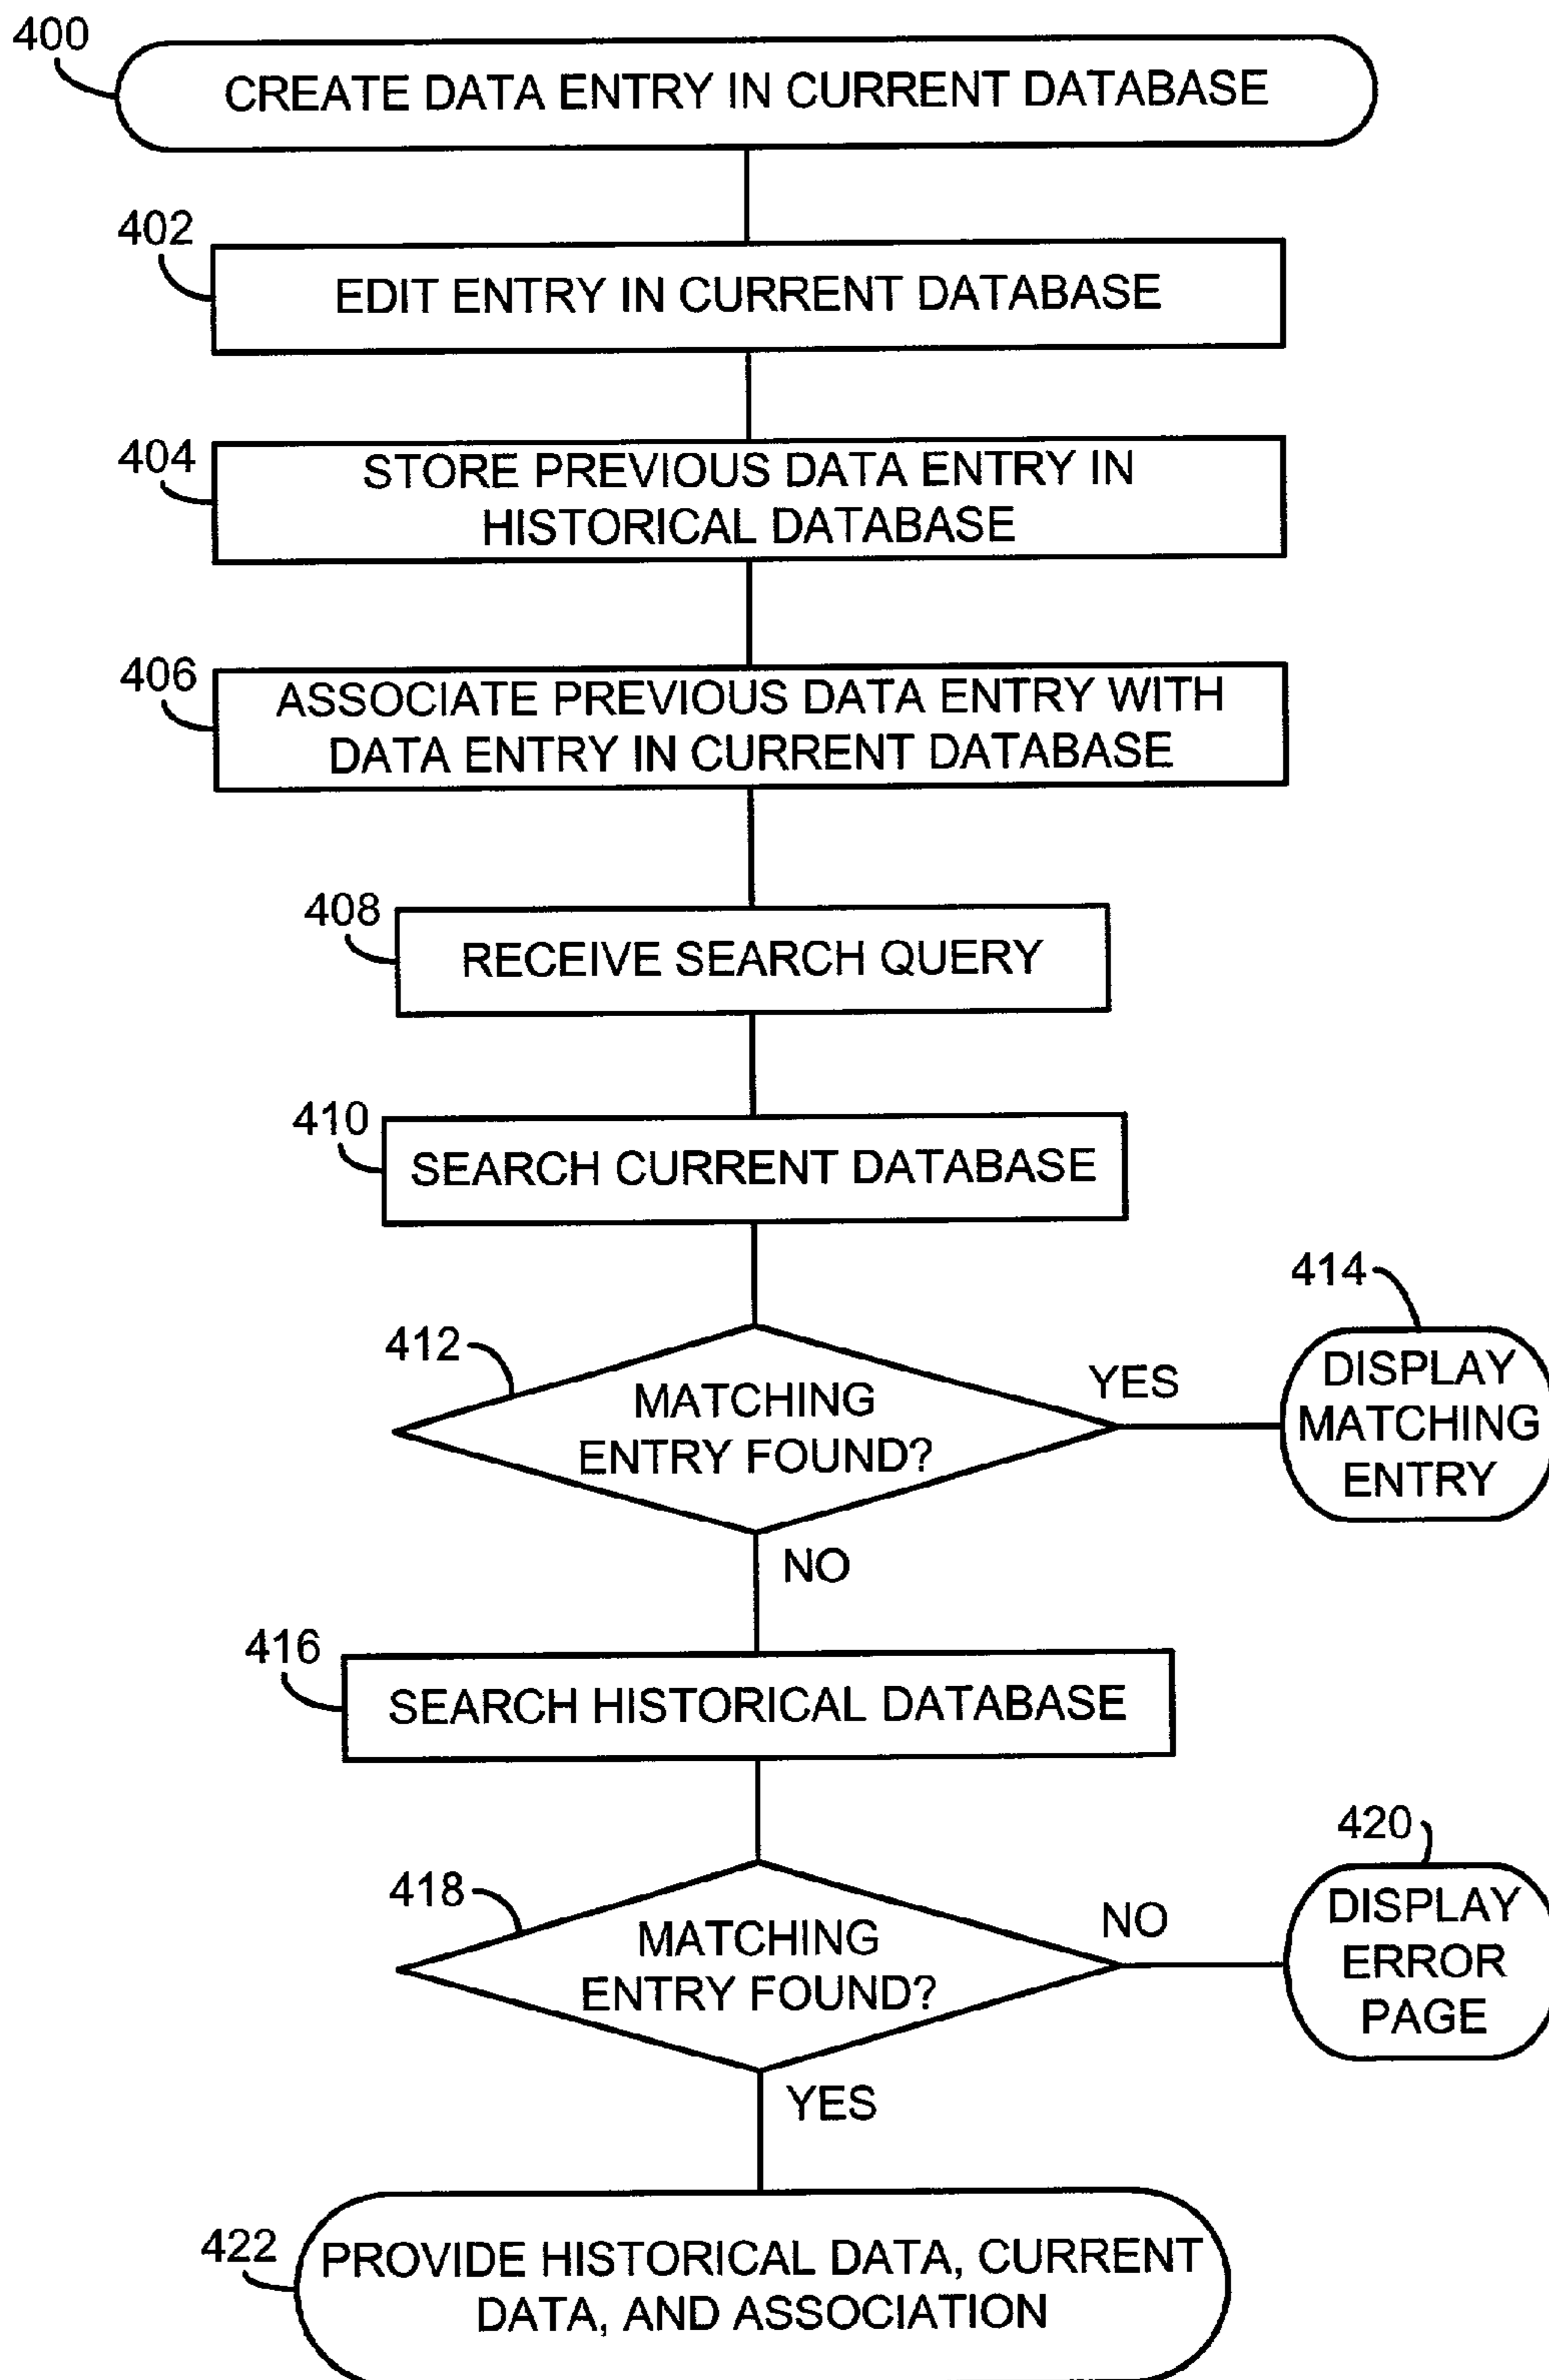 400
CREATE DATA ENTRY IN CURRENT DATABASE
402
EDIT ENTRY IN CURRENT DATABASE
404
STORE PREVIOUS DATA ENTRY IN
HISTORICAL DATABASE
406
ASSOCIATE PREVIOUS DATA ENTRY WITH
DATA ENTRY IN CURRENT DATABASE
408
RECEIVE SEARCH QUERY
410
SEARCH CURRENT DATABASE
412
MATCHING
ENTRY FOUND?
YES
414
DISPLAY
MATCHING
ENTRY
NO
416
SEARCH HISTORICAL DATABASE
418
MATCHING
ENTRY FOUND?
NO
420
DISPLAY
ERROR
PAGE
YES
422
PROVIDE HISTORICAL DATA, CURRENT
DATA, AND ASSOCIATION